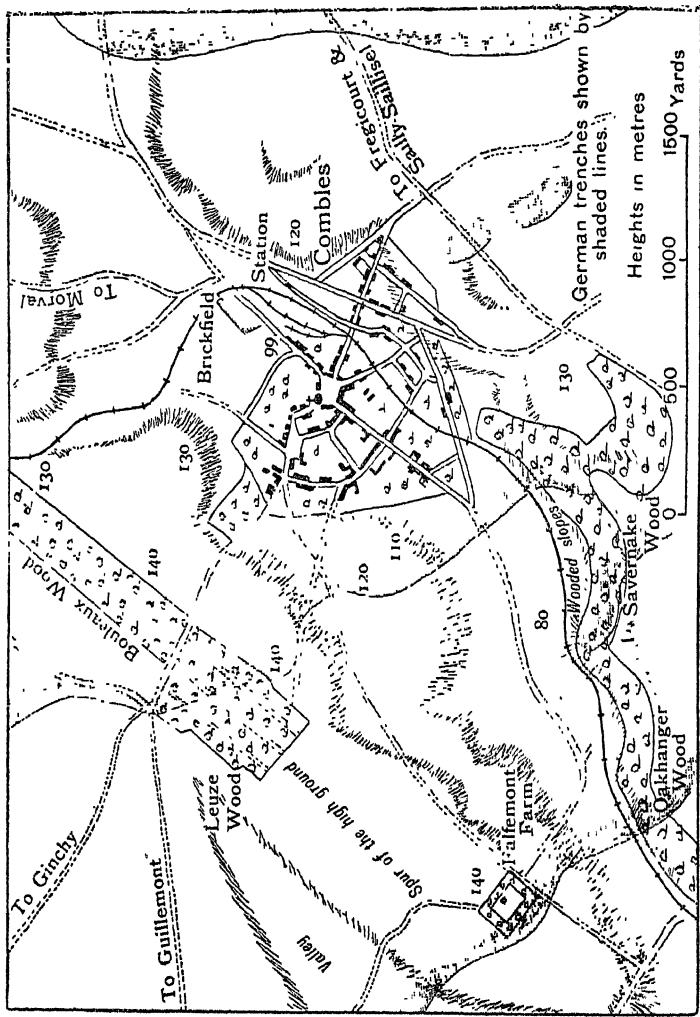 To Ginchy
To Guillemont
Leuze
Wood
Bouleaux Wood
130
140
140
Valley
Spur of the high ground
140
Falfemont
Farm
Oakhanger
Wood
Savernake
Wood
Wooded slopes
80
110
120
130
Brickfield
99
To Morval
Station
120
Combles
To Fregicourt &
Sailly Saillisel
130
German trenches shown by
shaded lines.
Heights in metres
0
500
1000
1500 Yards